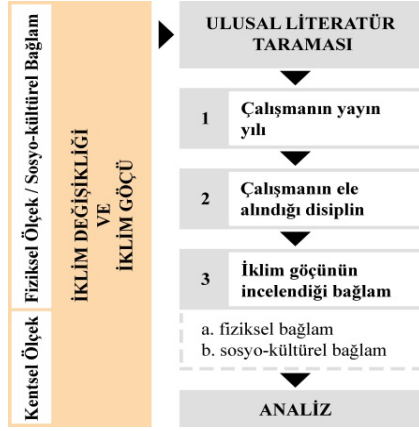 Fiziksel Ölçek / Sosyo-kültürel Bağlam
Kentsel Ölçek
İKLİM DEĞİŞİKLİĞİ
VE
İKLİM GÖÇÜ
ULUSAL LİTERATÜR
TARAMASI
1 Çalışmanın yayın
yılı
2 Çalışmanın ele
alındığı disiplin
3 İklim göçünün
incelendiği bağlam
a. fiziksel bağlam
b. sosyo-kültürel bağlam
ANALİZ